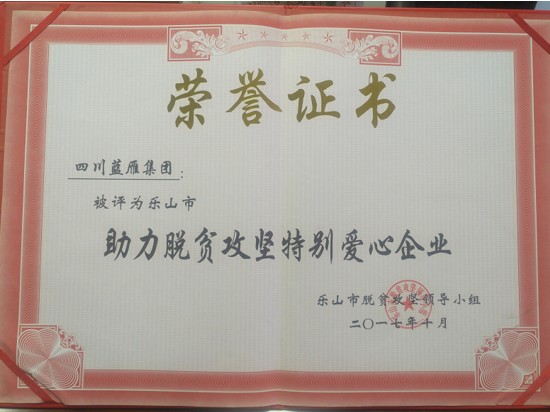 荣誉证书
四川蓝雁集团：
被评为乐山市
助力脱贫攻坚特别爱心企业
乐山市脱贫攻坚领导小组
二〇一七年十月